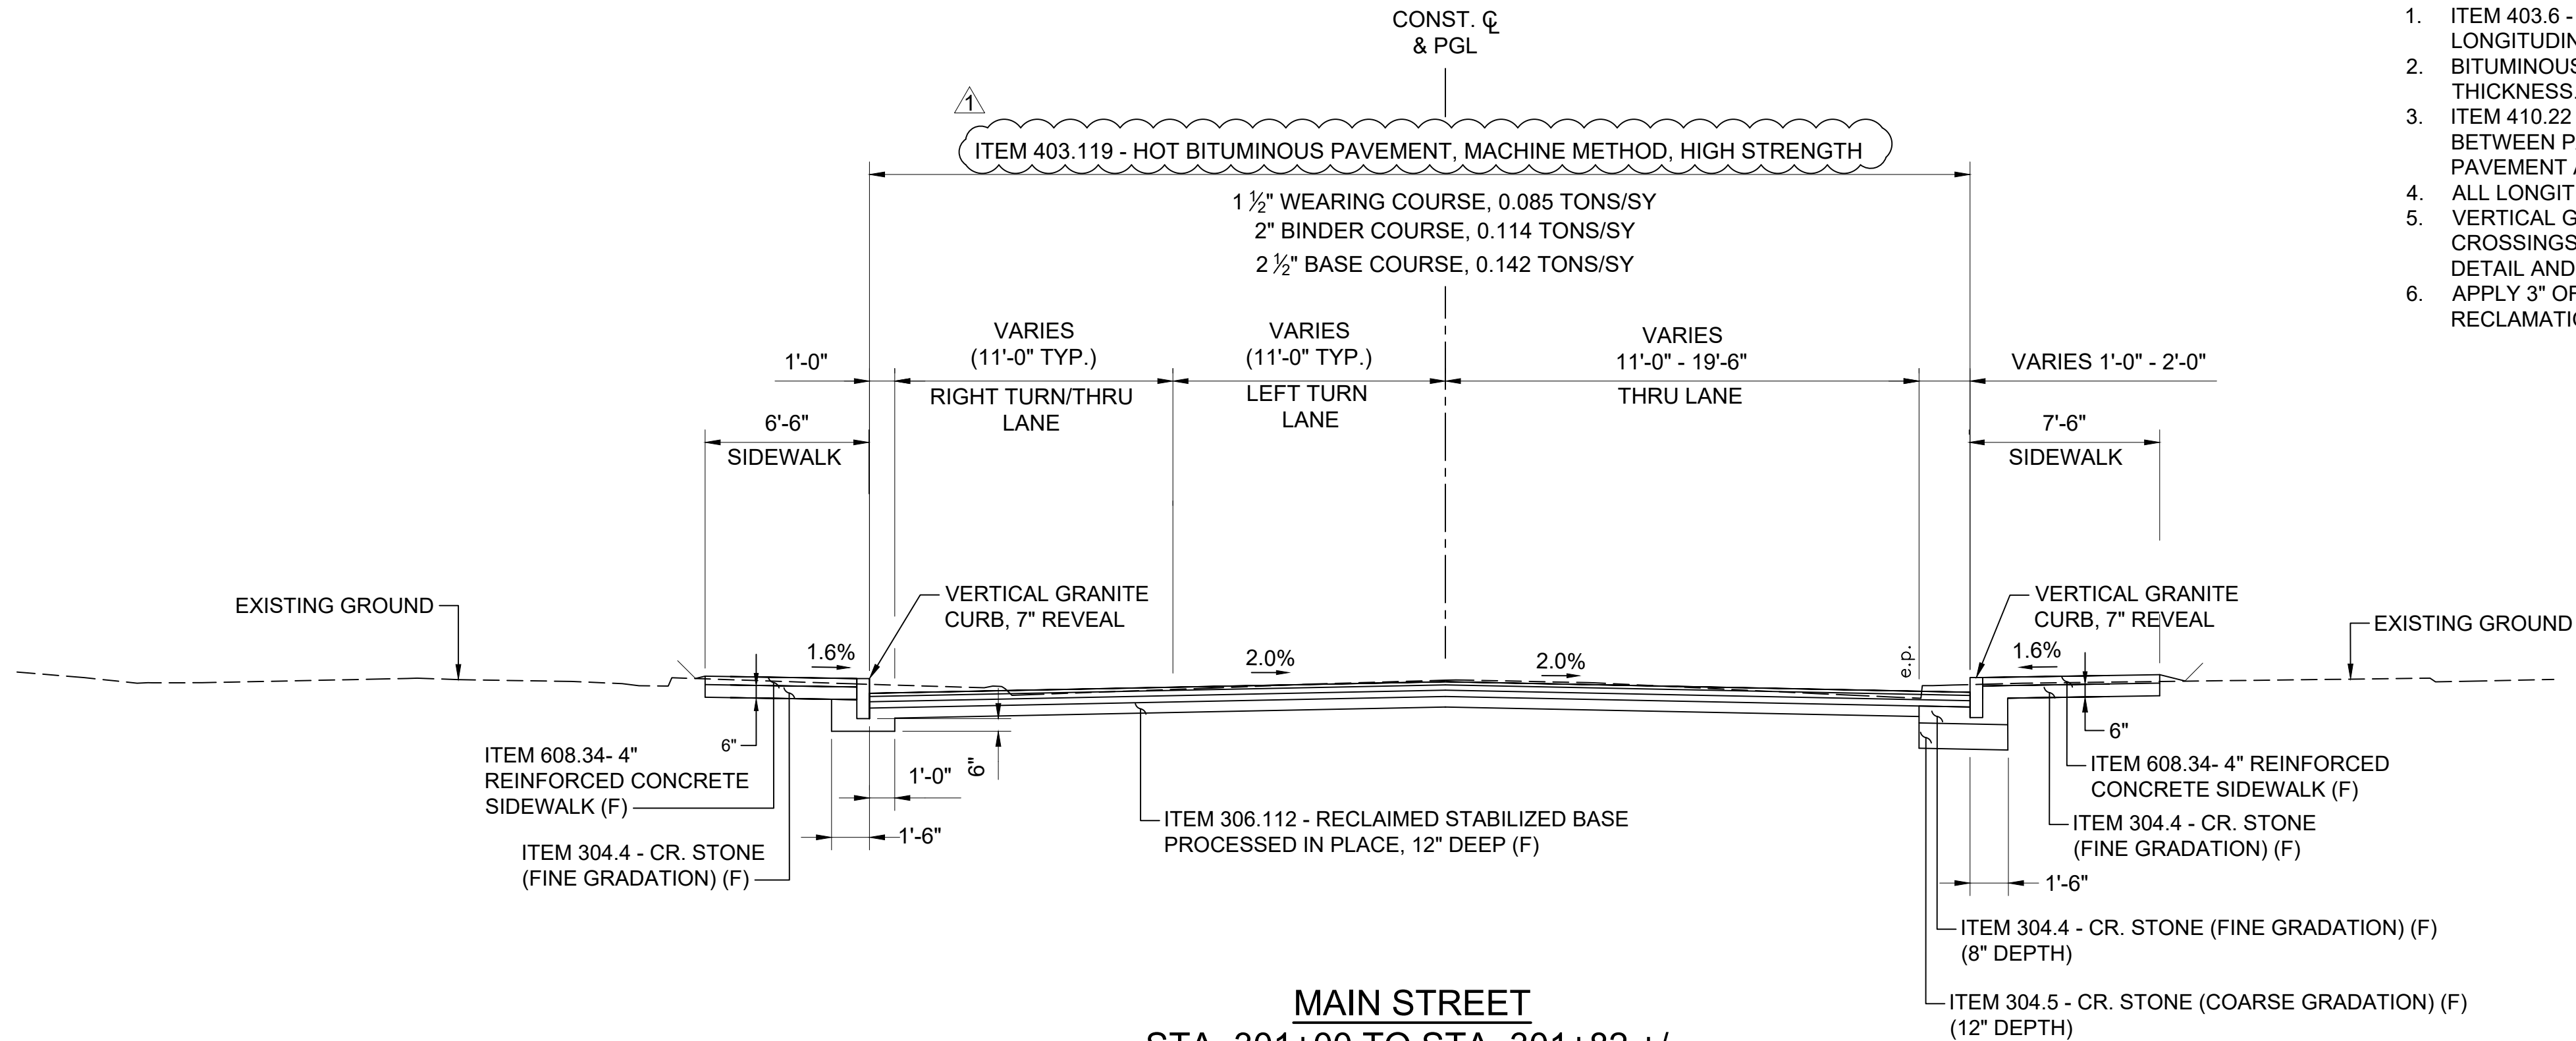 CONST. ℄
& PGL
1
ITEM 403.119 - HOT BITUMINOUS PAVEMENT, MACHINE METHOD, HIGH STRENGTH
1 ½" WEARING COURSE, 0.085 TONS/SY
2" BINDER COURSE, 0.114 TONS/SY
2 ½" BASE COURSE, 0.142 TONS/SY
1. ITEM 403.6 -
LONGITUDIN
2. BITUMINOUS
THICKNESS.
3. ITEM 410.22
BETWEEN P
PAVEMENT A
4. ALL LONGIT
5. VERTICAL G
CROSSINGS
DETAIL AND
6. APPLY 3" OF
RECLAMATIO
1'-0"
VARIES
(11'-0" TYP.)
RIGHT TURN/THRU
LANE
VARIES
(11'-0" TYP.)
LEFT TURN
LANE
VARIES
11'-0" - 19'-6"
THRU LANE
VARIES 1'-0" - 2'-0"
6'-6"
SIDEWALK
7'-6"
SIDEWALK
EXISTING GROUND
VERTICAL GRANITE
CURB, 7" REVEAL
VERTICAL GRANITE
CURB, 7" REVEAL
EXISTING GROUND
1.6%
2.0%
2.0%
e.p.
1.6%
6"
ITEM 608.34- 4"
REINFORCED CONCRETE
SIDEWALK (F)
ITEM 304.4 - CR. STONE
(FINE GRADATION) (F)
1'-0"
6"
1'-6"
ITEM 306.112 - RECLAIMED STABILIZED BASE
PROCESSED IN PLACE, 12" DEEP (F)
6"
ITEM 608.34- 4" REINFORCED
CONCRETE SIDEWALK (F)
ITEM 304.4 - CR. STONE
(FINE GRADATION) (F)
1'-6"
ITEM 304.4 - CR. STONE (FINE GRADATION) (F)
(8" DEPTH)
ITEM 304.5 - CR. STONE (COARSE GRADATION) (F)
(12" DEPTH)
MAIN STREET
STA. 301+00 TO STA. 301+82 +/